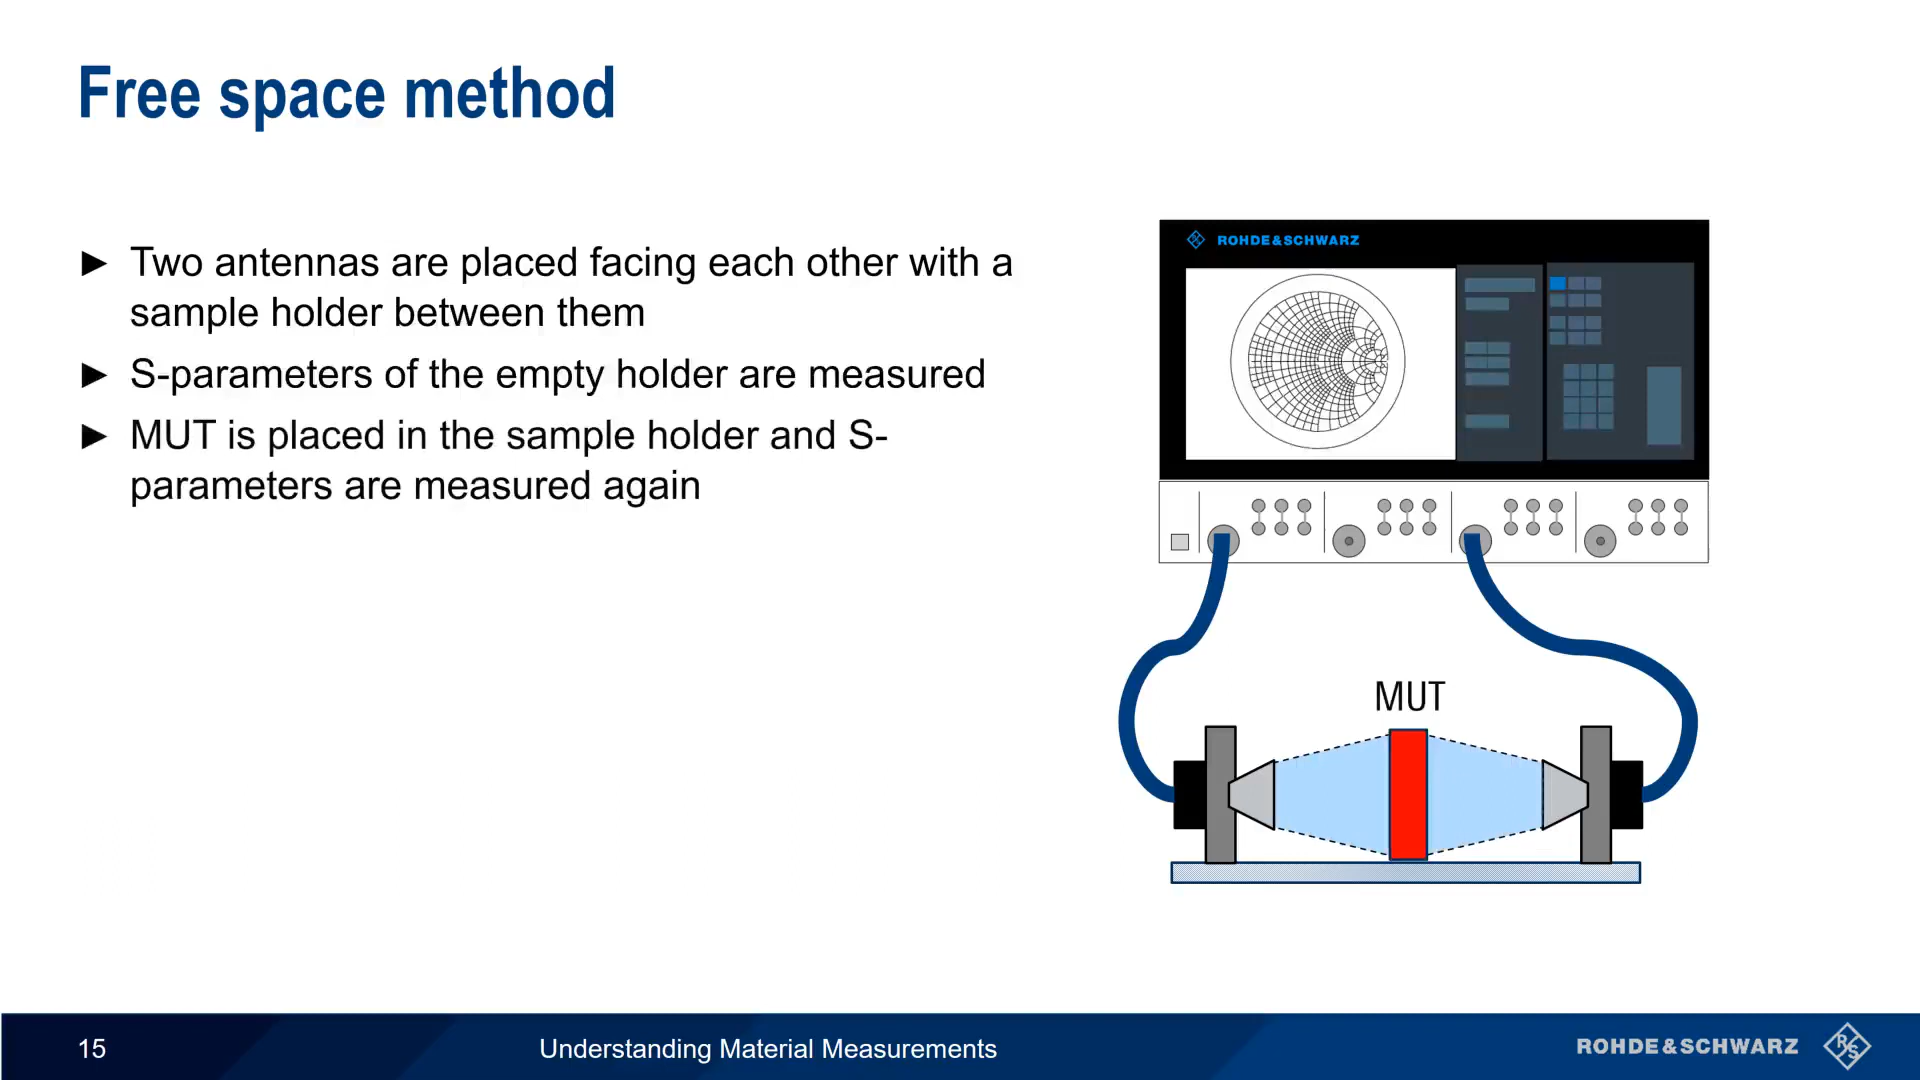 Free space method
► Two antennas are placed facing each other with a
sample holder between them
► S-parameters of the empty holder are measured
► MUT is placed in the sample holder and S-
parameters are measured again
ROHDE&SCHWARZ
MUT
15
Understanding Material Measurements
ROHDE&SCHWARZ
R&S